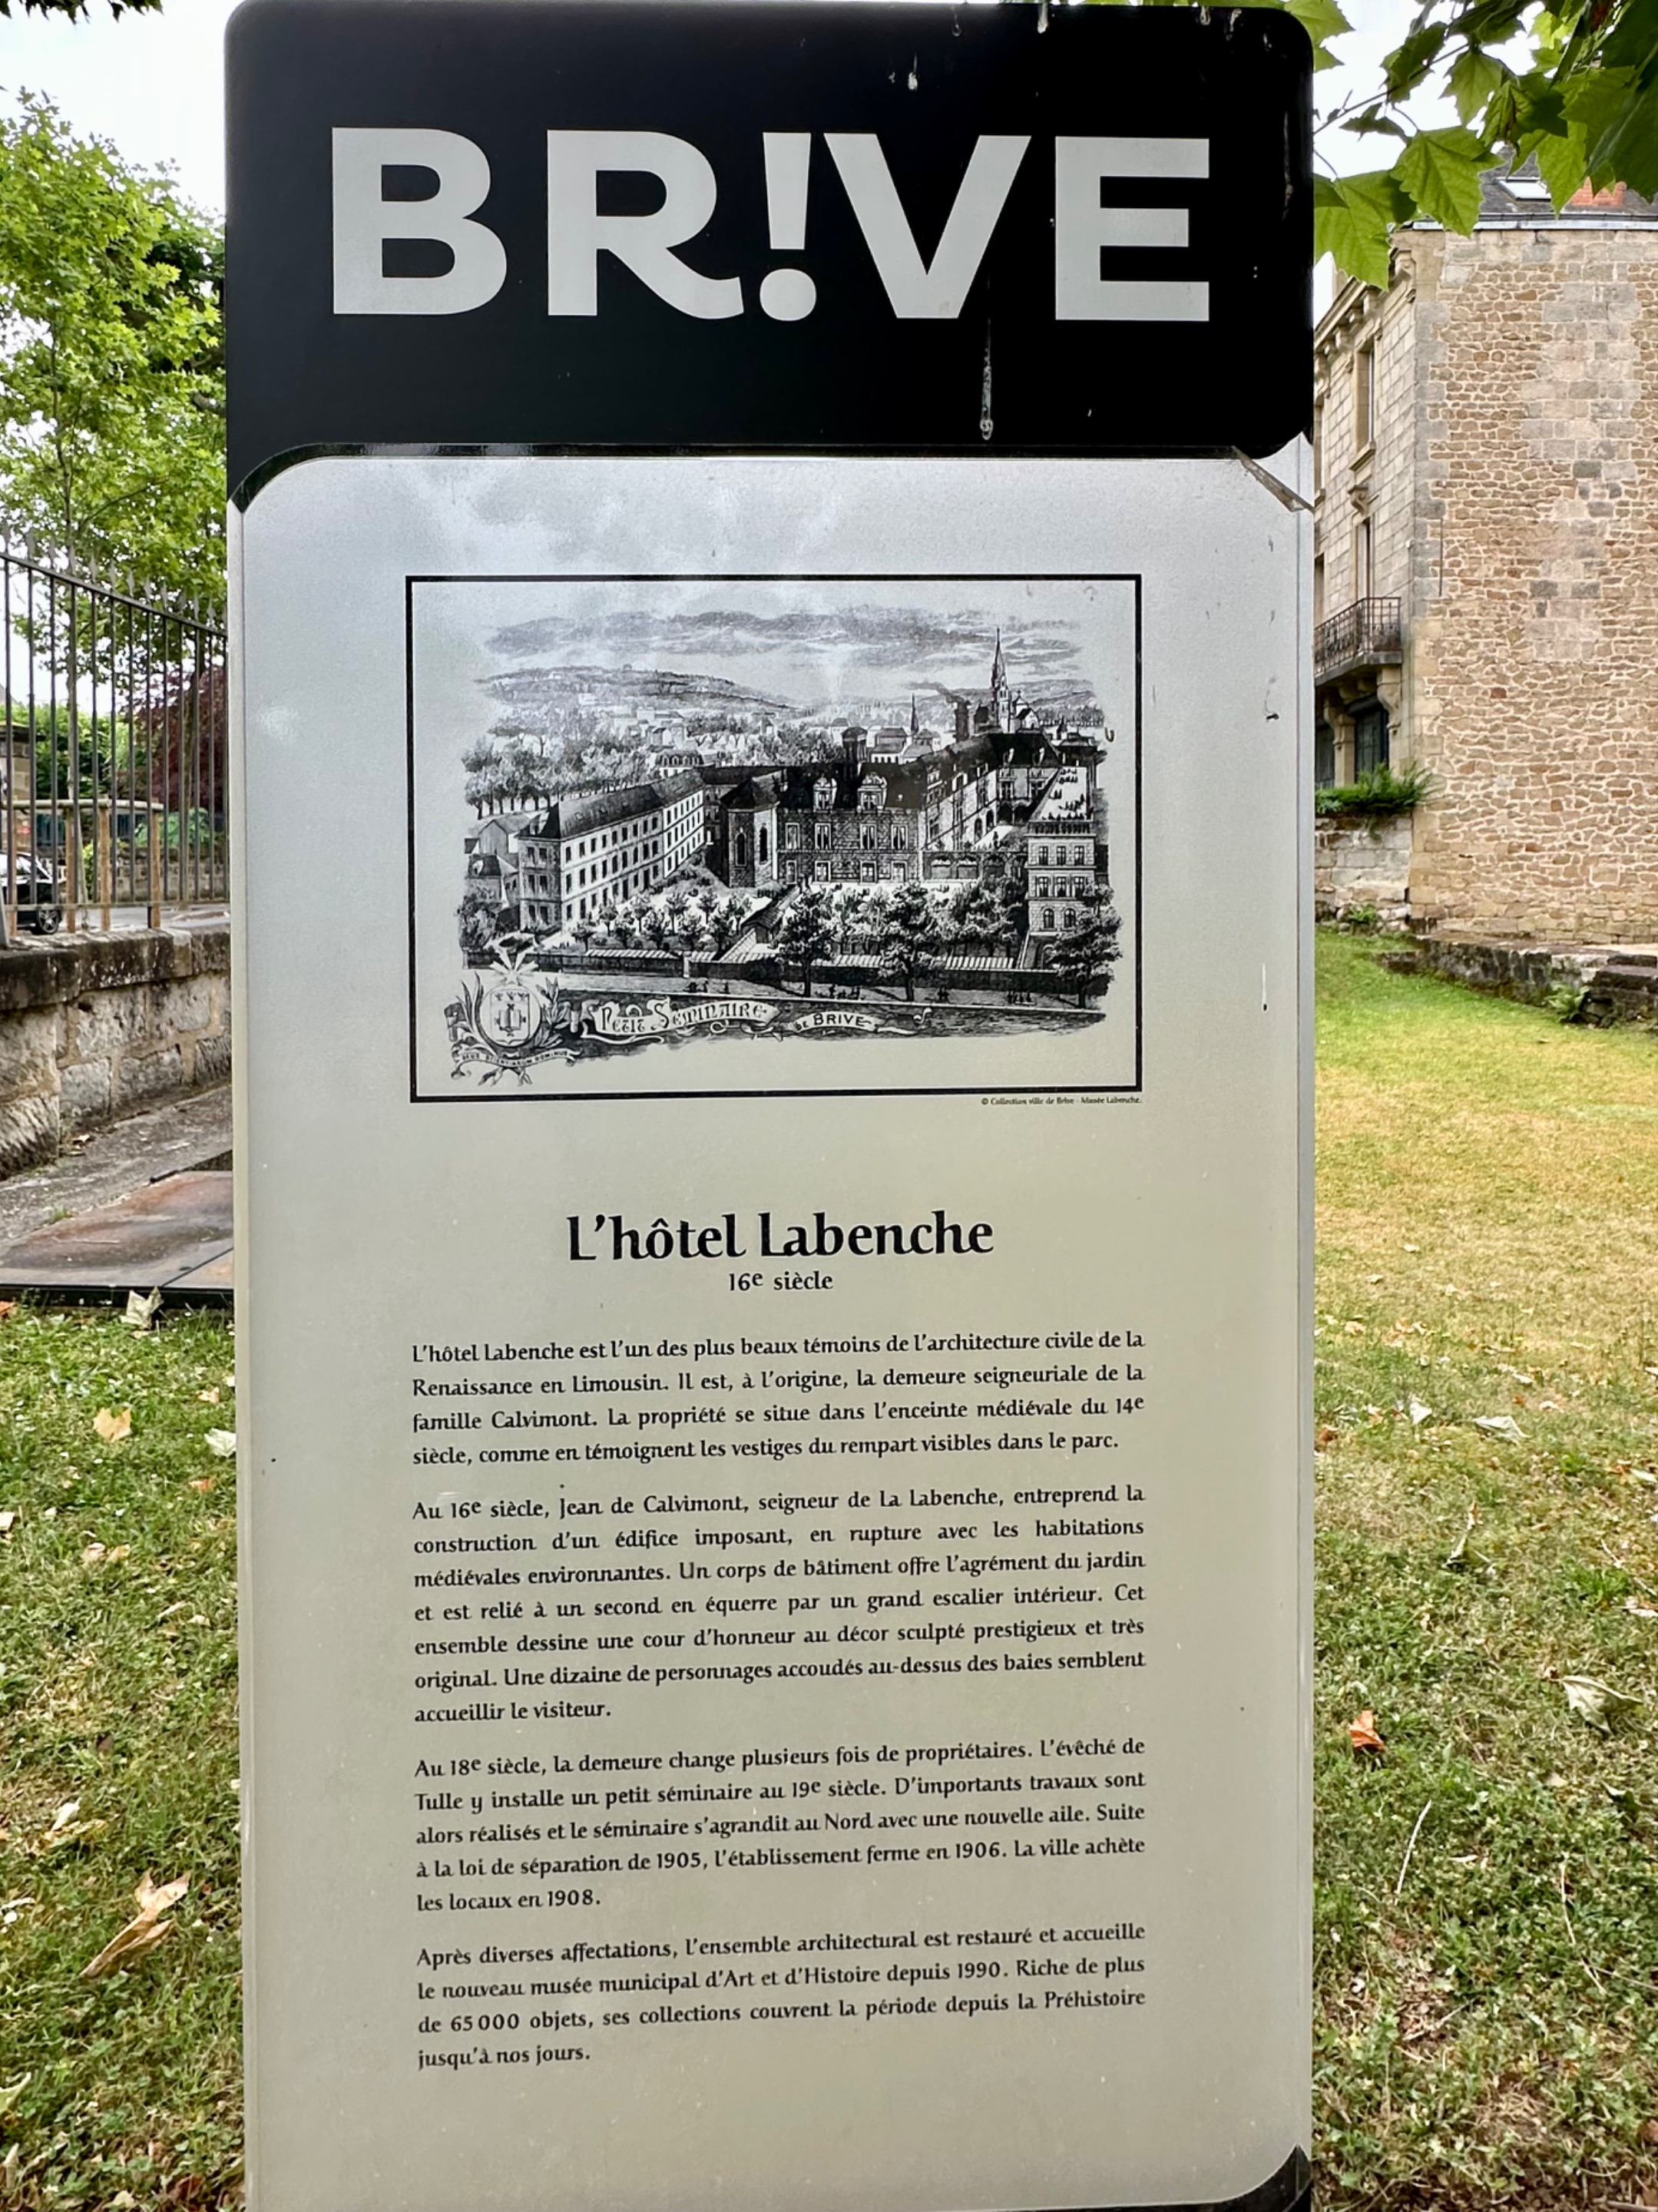 BR!VE
PETIT SEMINAIRE
DE BRIVE
© Collection ville de Brive - Musée Labenche.
L'hôtel Labenche
16e siècle
L'hôtel Labenche est l'un des plus beaux témoins de l'architecture civile de la
Renaissance en Limousin. Il est, à l'origine, la demeure seigneuriale de la
famille Calvimont. La propriété se situe dans l'enceinte médiévale du 14e
siècle, comme en témoignent les vestiges du rempart visibles dans le parc.
Au 16e siècle, Jean de Calvimont, seigneur de La Labenche, entreprend la
construction d'un édifice imposant, en rupture avec les habitations
médiévales environnantes. Un corps de bâtiment offre l'agrément du jardin
et est relié à un second en équerre par un grand escalier intérieur. Cet
ensemble dessine une cour d'honneur au décor sculpté prestigieux et très
original. Une dizaine de personnages accoudés au-dessus des baies semblent
accueillir le visiteur.
Au 18e siècle, la demeure change plusieurs fois de propriétaires. L'évêché de
Tulle y installe un petit séminaire au 19e siècle. D'importants travaux sont
alors réalisés et le séminaire s'agrandit au Nord avec une nouvelle aile. Suite
à la loi de séparation de 1905, l'établissement ferme en 1906. La ville achète
les locaux en 1908.
Après diverses affectations, l'ensemble architectural est restauré et accueille
le nouveau musée municipal d'Art et d'Histoire depuis 1990. Riche de plus
de 65 000 objets, ses collections couvrent la période depuis la Préhistoire
jusqu'à nos jours.